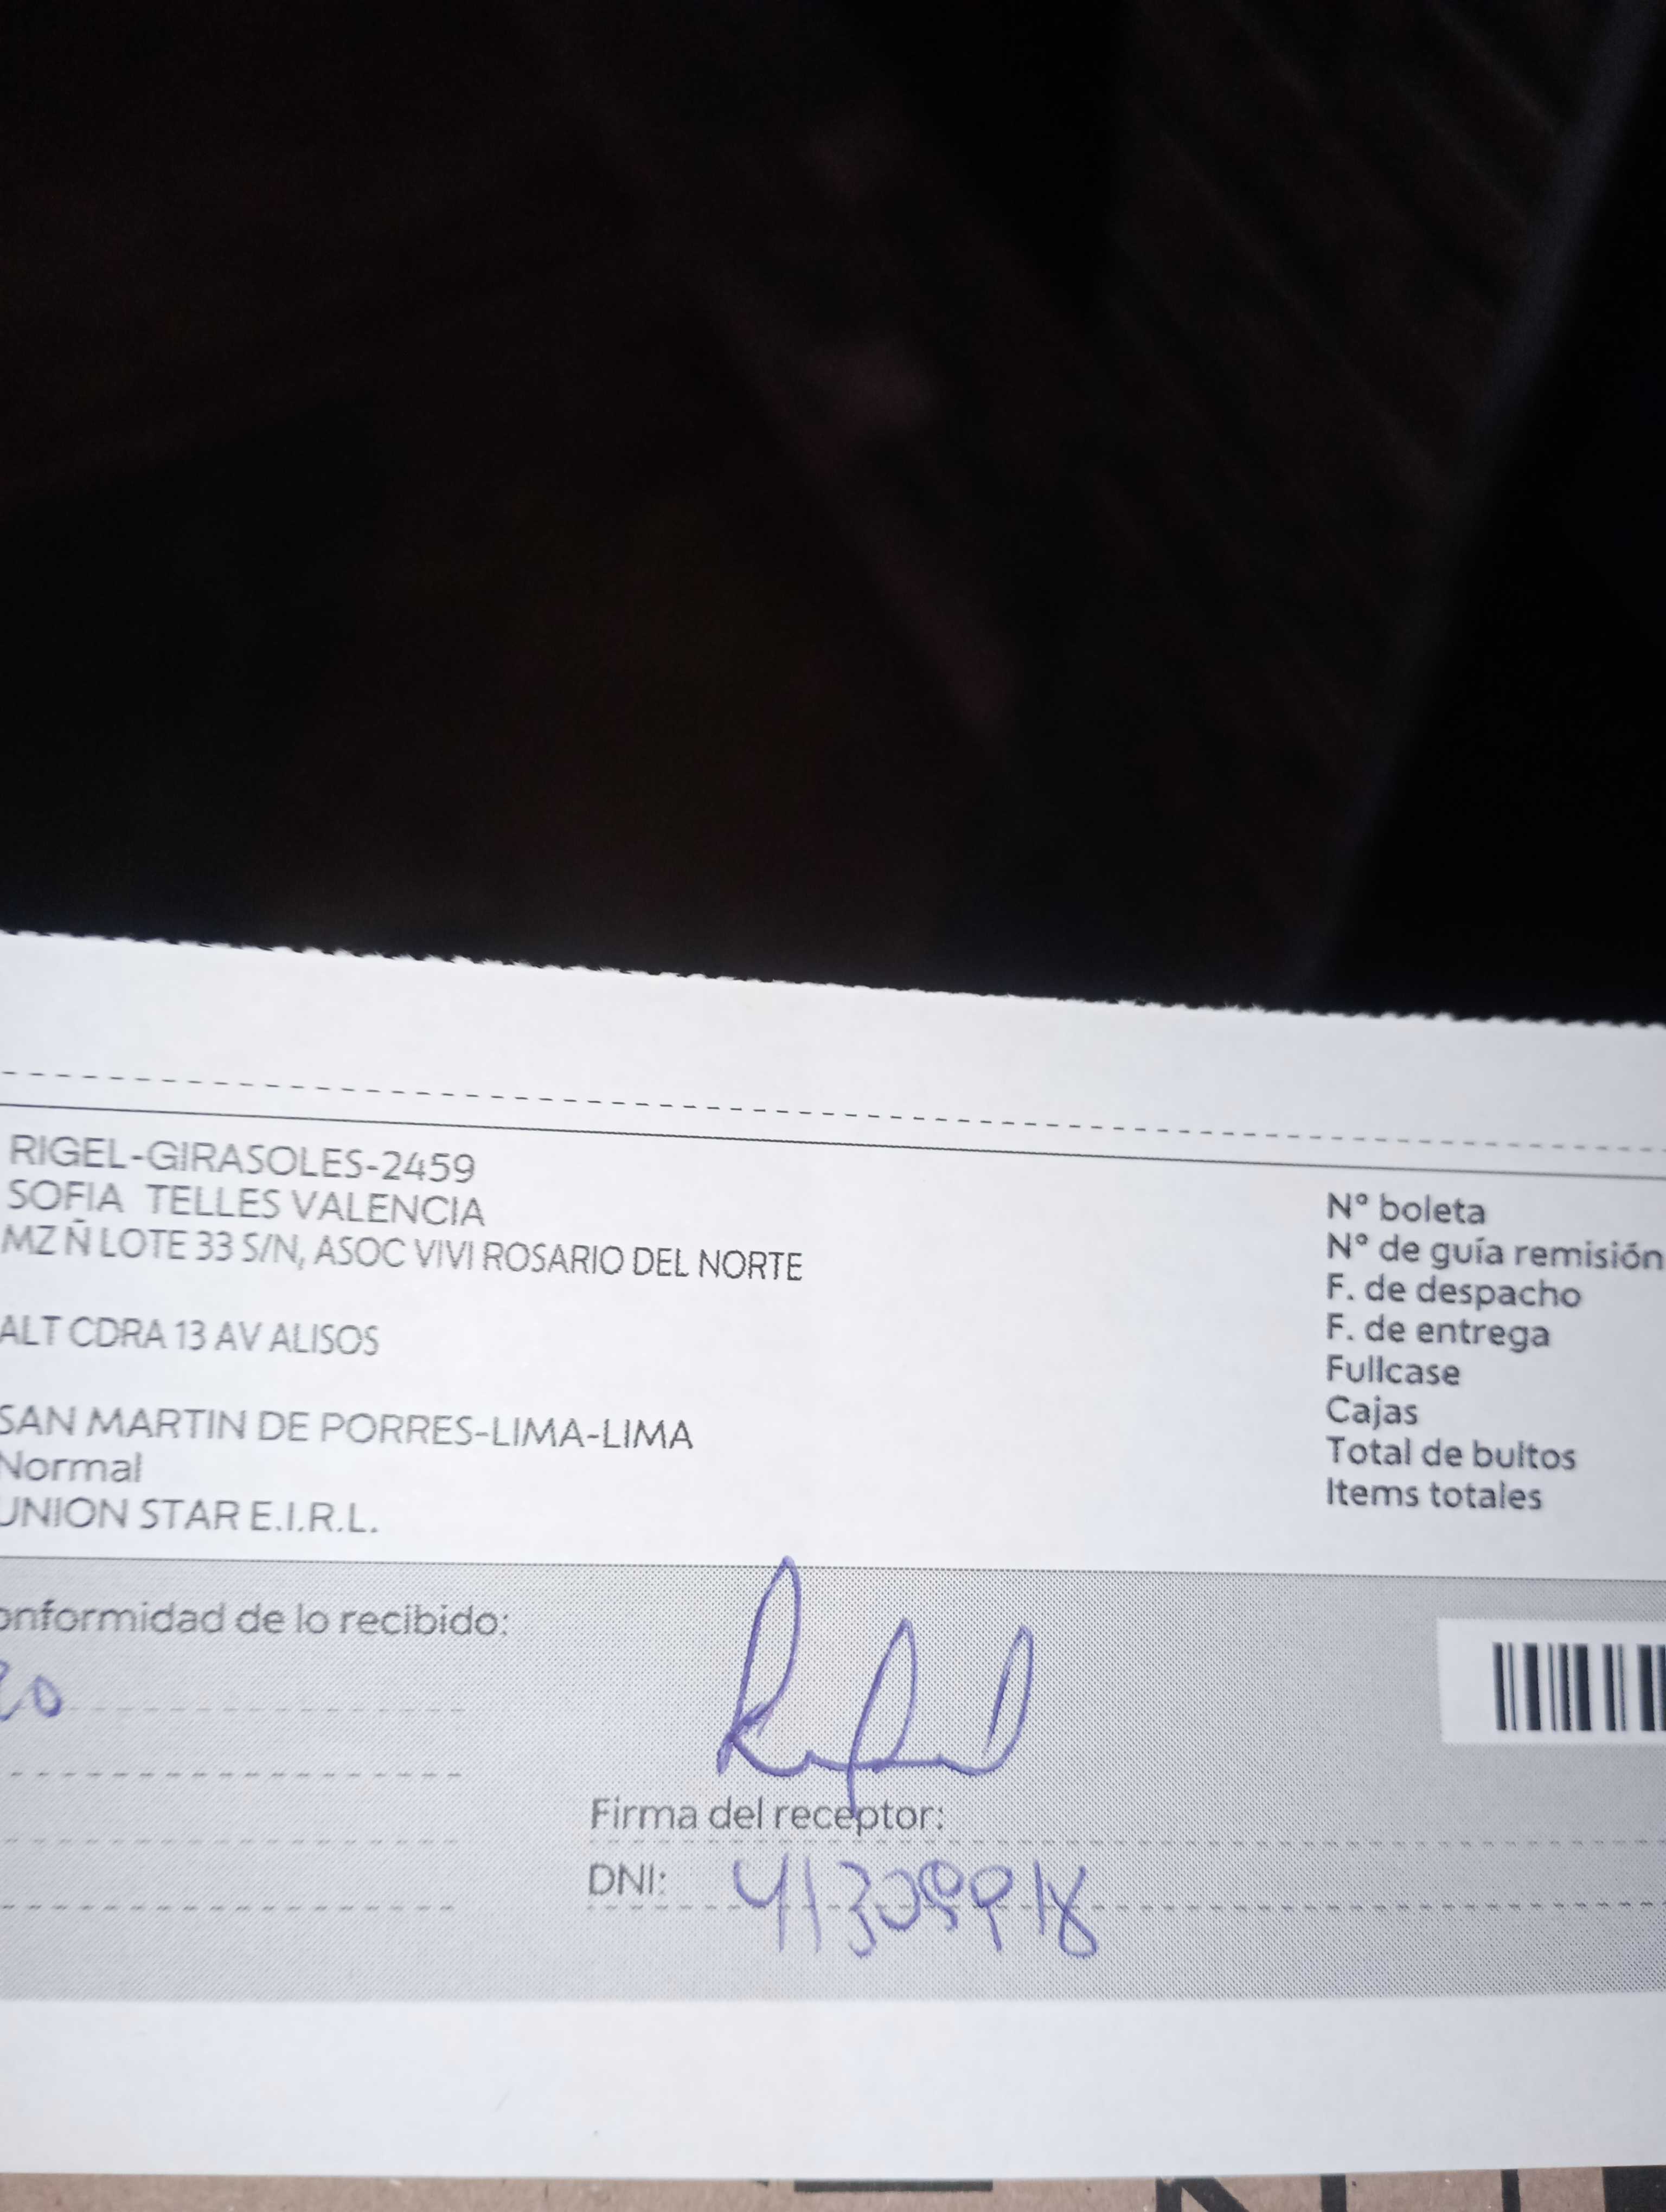 RIGEL-GIRASOLES-2459
SOFIA TELLES VALENCIA
MZ Ñ LOTE 33 S/N, ASOC VIVI ROSARIO DEL NORTE
ALT CDRA 13 AV ALISOS
SAN MARTIN DE PORRES-LIMA-LIMA
Normal
UNION STAR E.I.R.L.
N° boleta
N° de guía remisión
F. de despacho
F. de entrega
Fullcase
Cajas
Total de bultos
Items totales
onformidad de lo recibido:
Firma del receptor:
DNI: